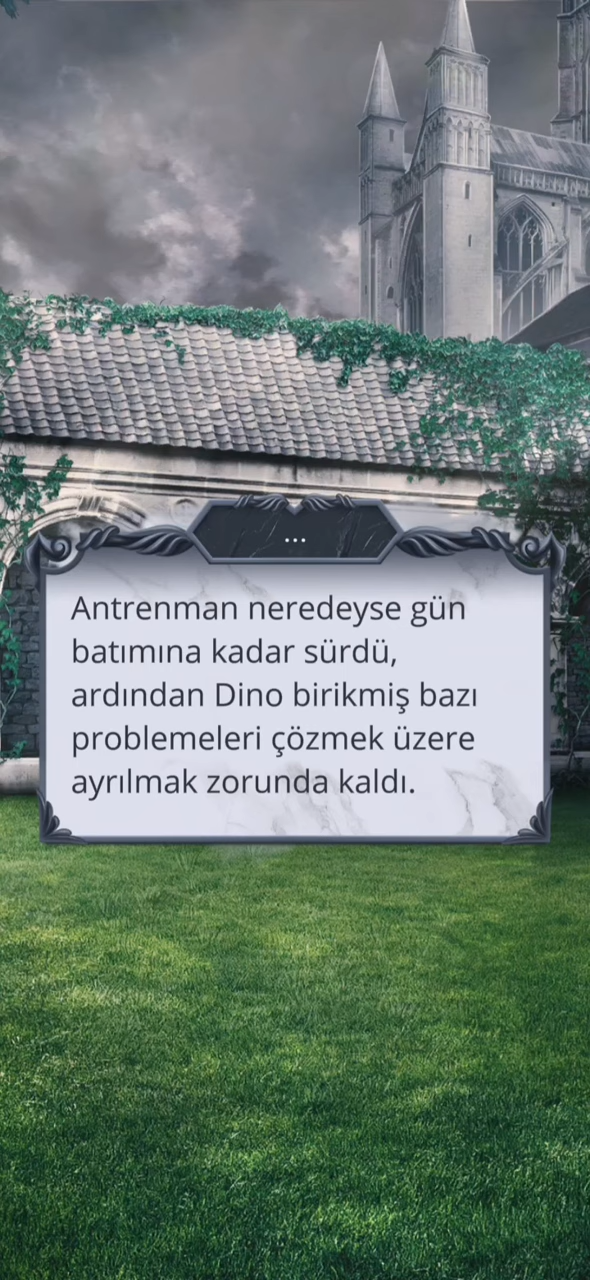 ...
Antrenman neredeyse gün
batımına kadar sürdü,
ardından Dino birikmiş bazı
problemeleri çözmek üzere
ayrılmak zorunda kaldı.